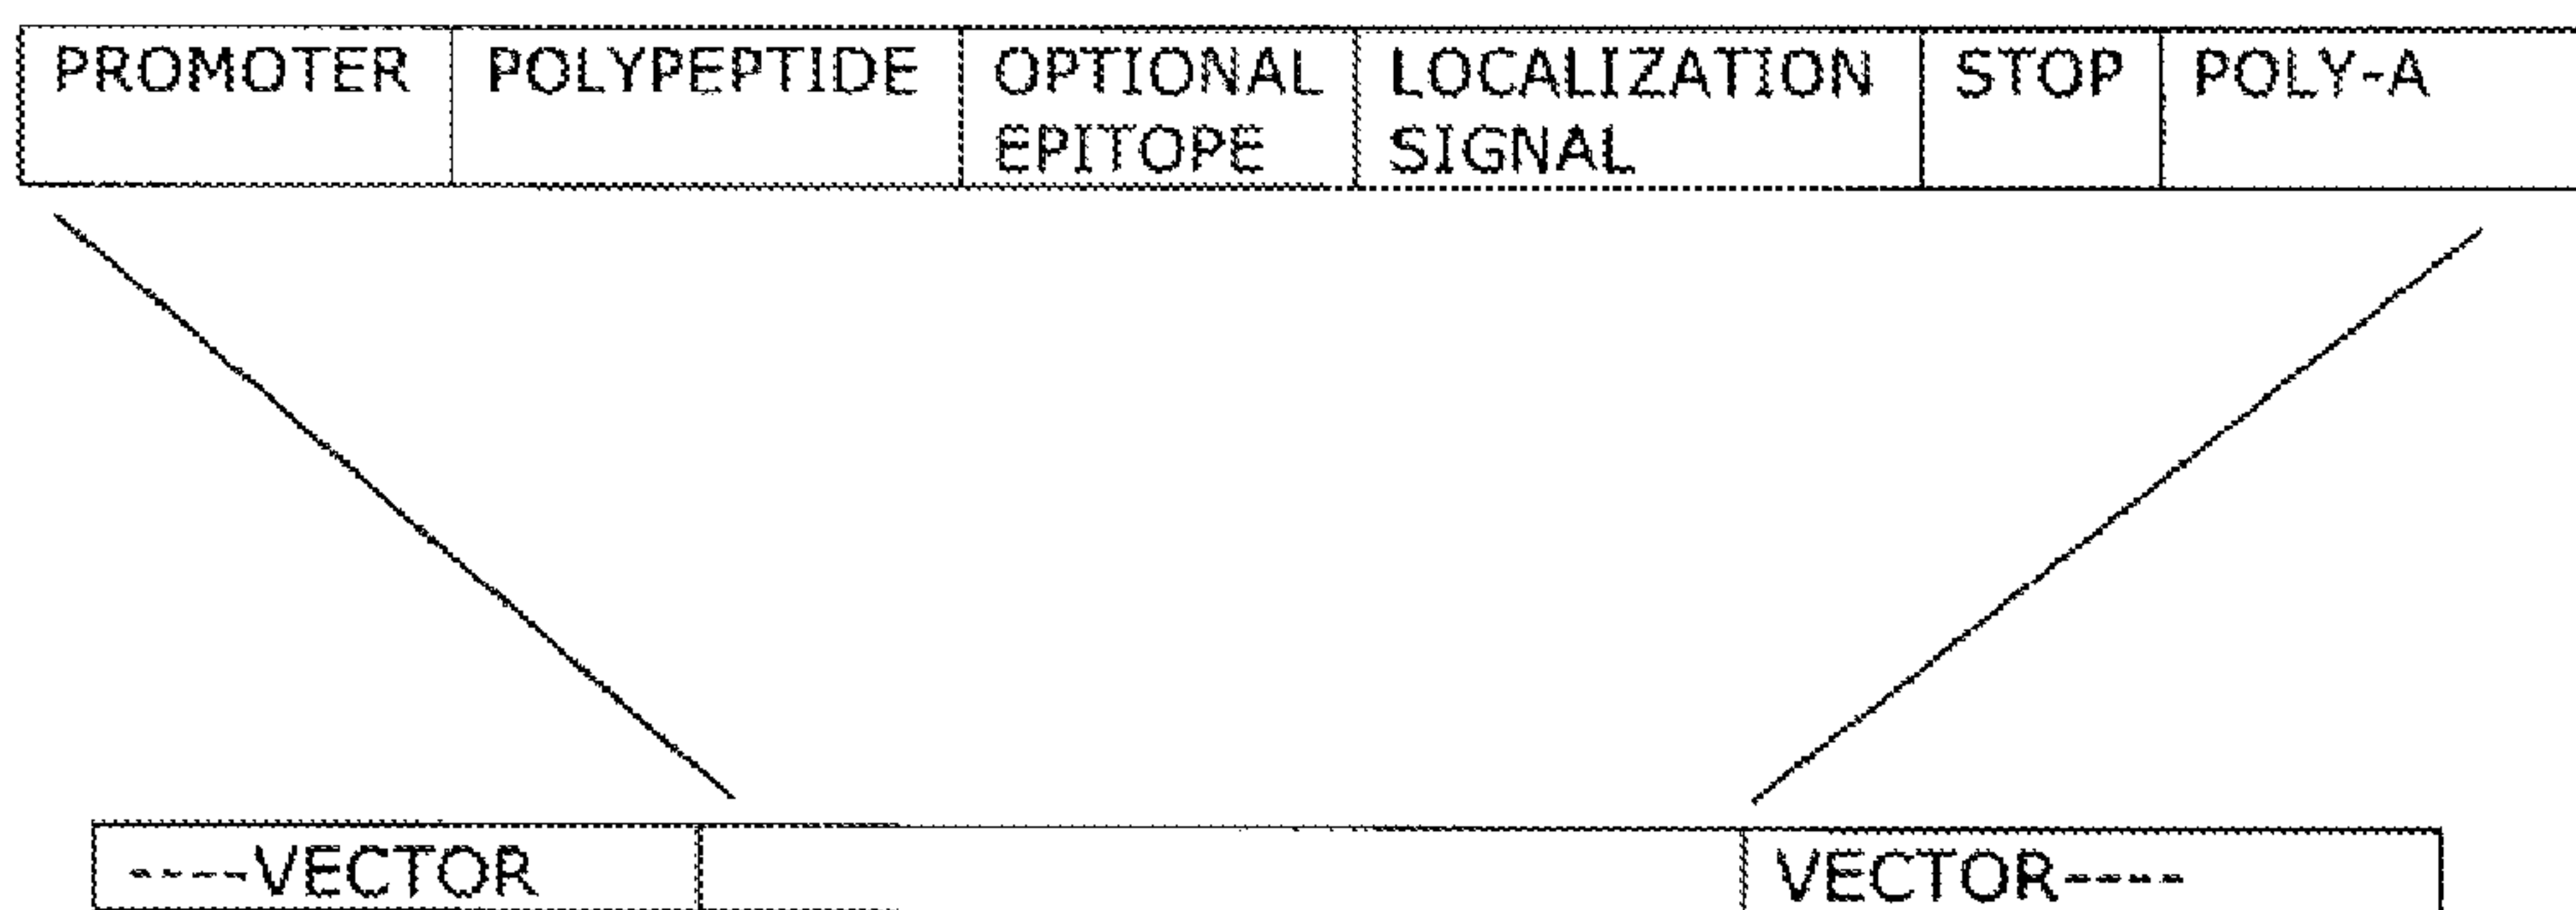 PROMOTER POLYPEPTIDE OPTIONAL LOCALIZATION STOP POLY-A
EPITOPE SIGNAL
----VECTOR VECTOR----